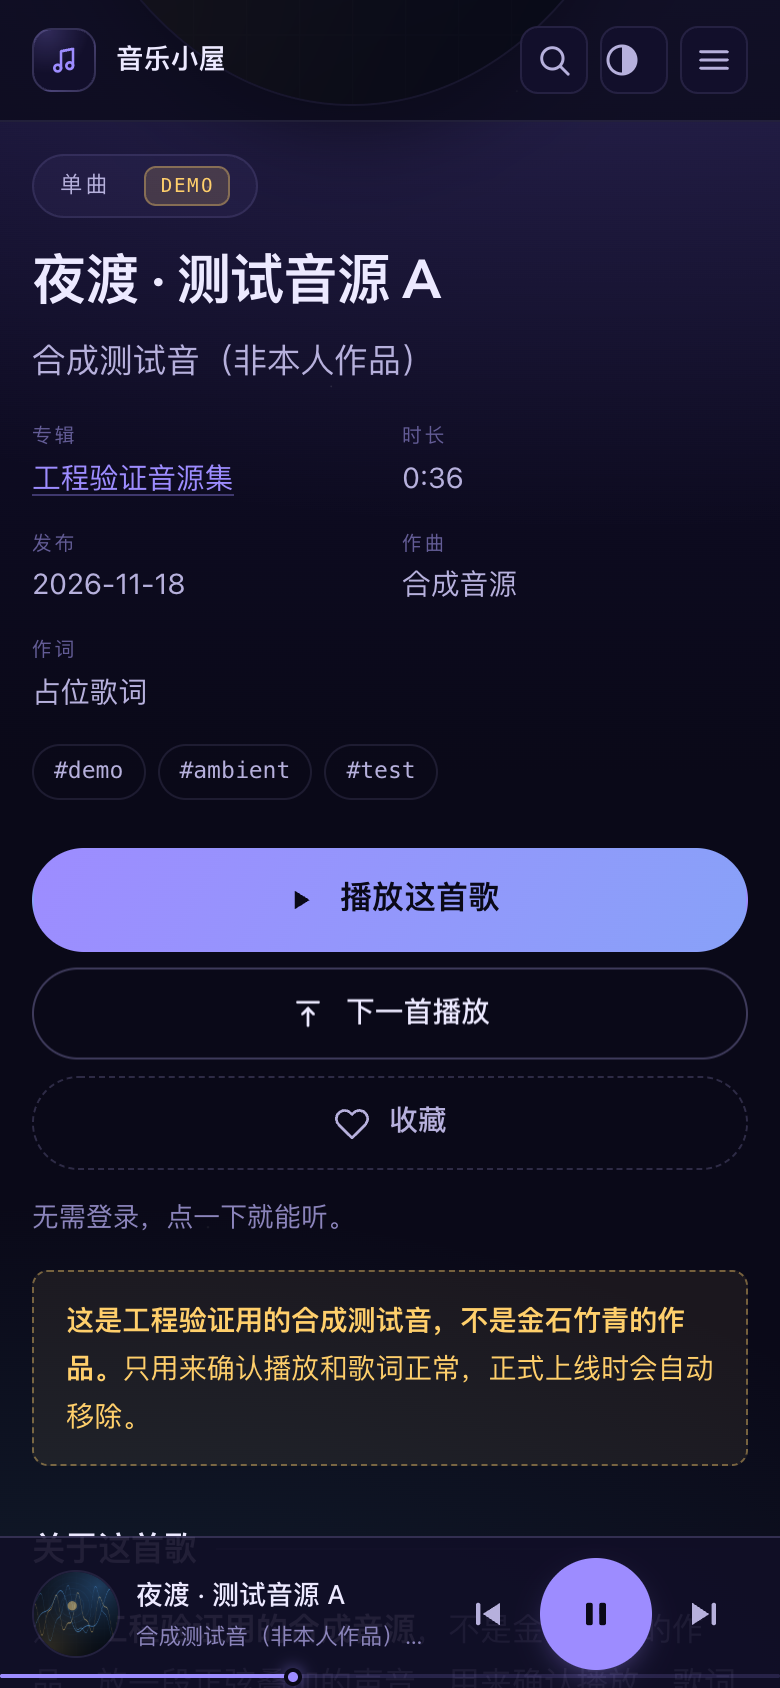 音乐小屋
单曲 DEMO
夜渡 · 测试音源 A
合成测试音（非本人作品）
专辑 时长
工程验证音源集 0:36
发布 作曲
2026-11-18 合成音源
作词
占位歌词
#demo #ambient #test
播放这首歌
下一首播放
收藏
无需登录，点一下就能听。
这是工程验证用的合成测试音，不是金石竹青的作
品。只用来确认播放和歌词正常，正式上线时会自动
移除。
关于这首歌
夜渡 · 测试音源 A
合成测试音（非本人作品）...